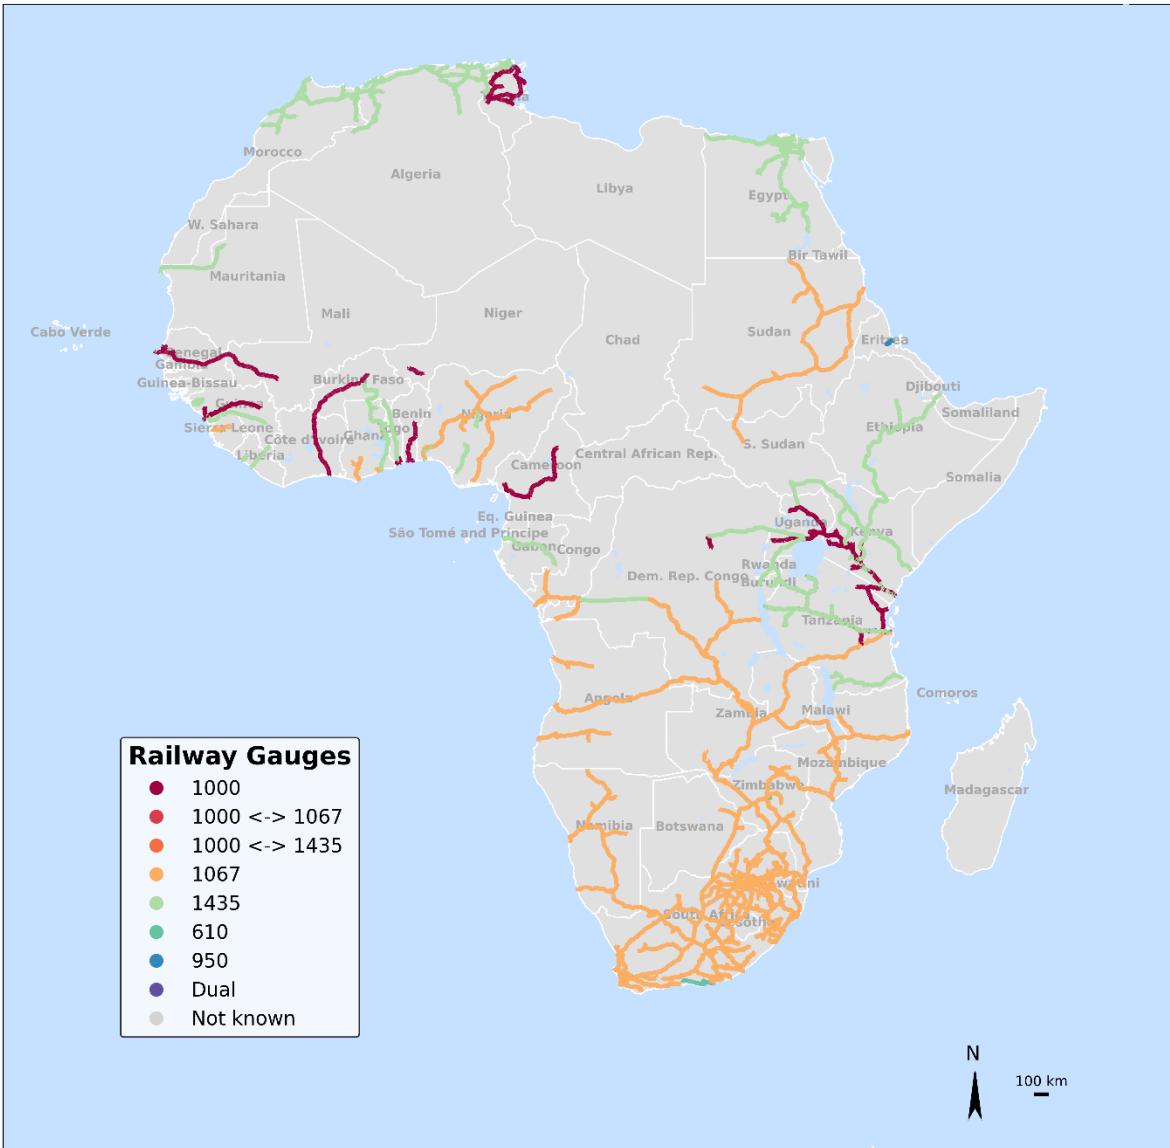 Morocco
Algeria
Libya
Egypt
W. Sahara
Bir Tawil
Mauritania
Cabo Verde
Mali
Niger
Chad
Sudan
Eritrea
Senegal
Gambia
Guinea-Bissau
Burkina Faso
Djibouti
Guinea
Benin
Nigeria
Somaliland
Sierra Leone
Côte d'Ivoire
Ghana
Togo
Ethiopia
S. Sudan
Liberia
Cameroon
Central African Rep.
Somalia
Eq. Guinea
Uganda
Kenya
São Tomé and Principe
Gabon
Congo
Dem. Rep. Congo
Rwanda
Burundi
Tanzania
Angola
Zambia
Malawi
Comoros
Mozambique
Zimbabwe
Madagascar
Namibia
Botswana
South Africa
Railway Gauges
1000
1000 <-> 1067
1000 <-> 1435
1067
1435
610
950
Dual
Not known
N
100 km